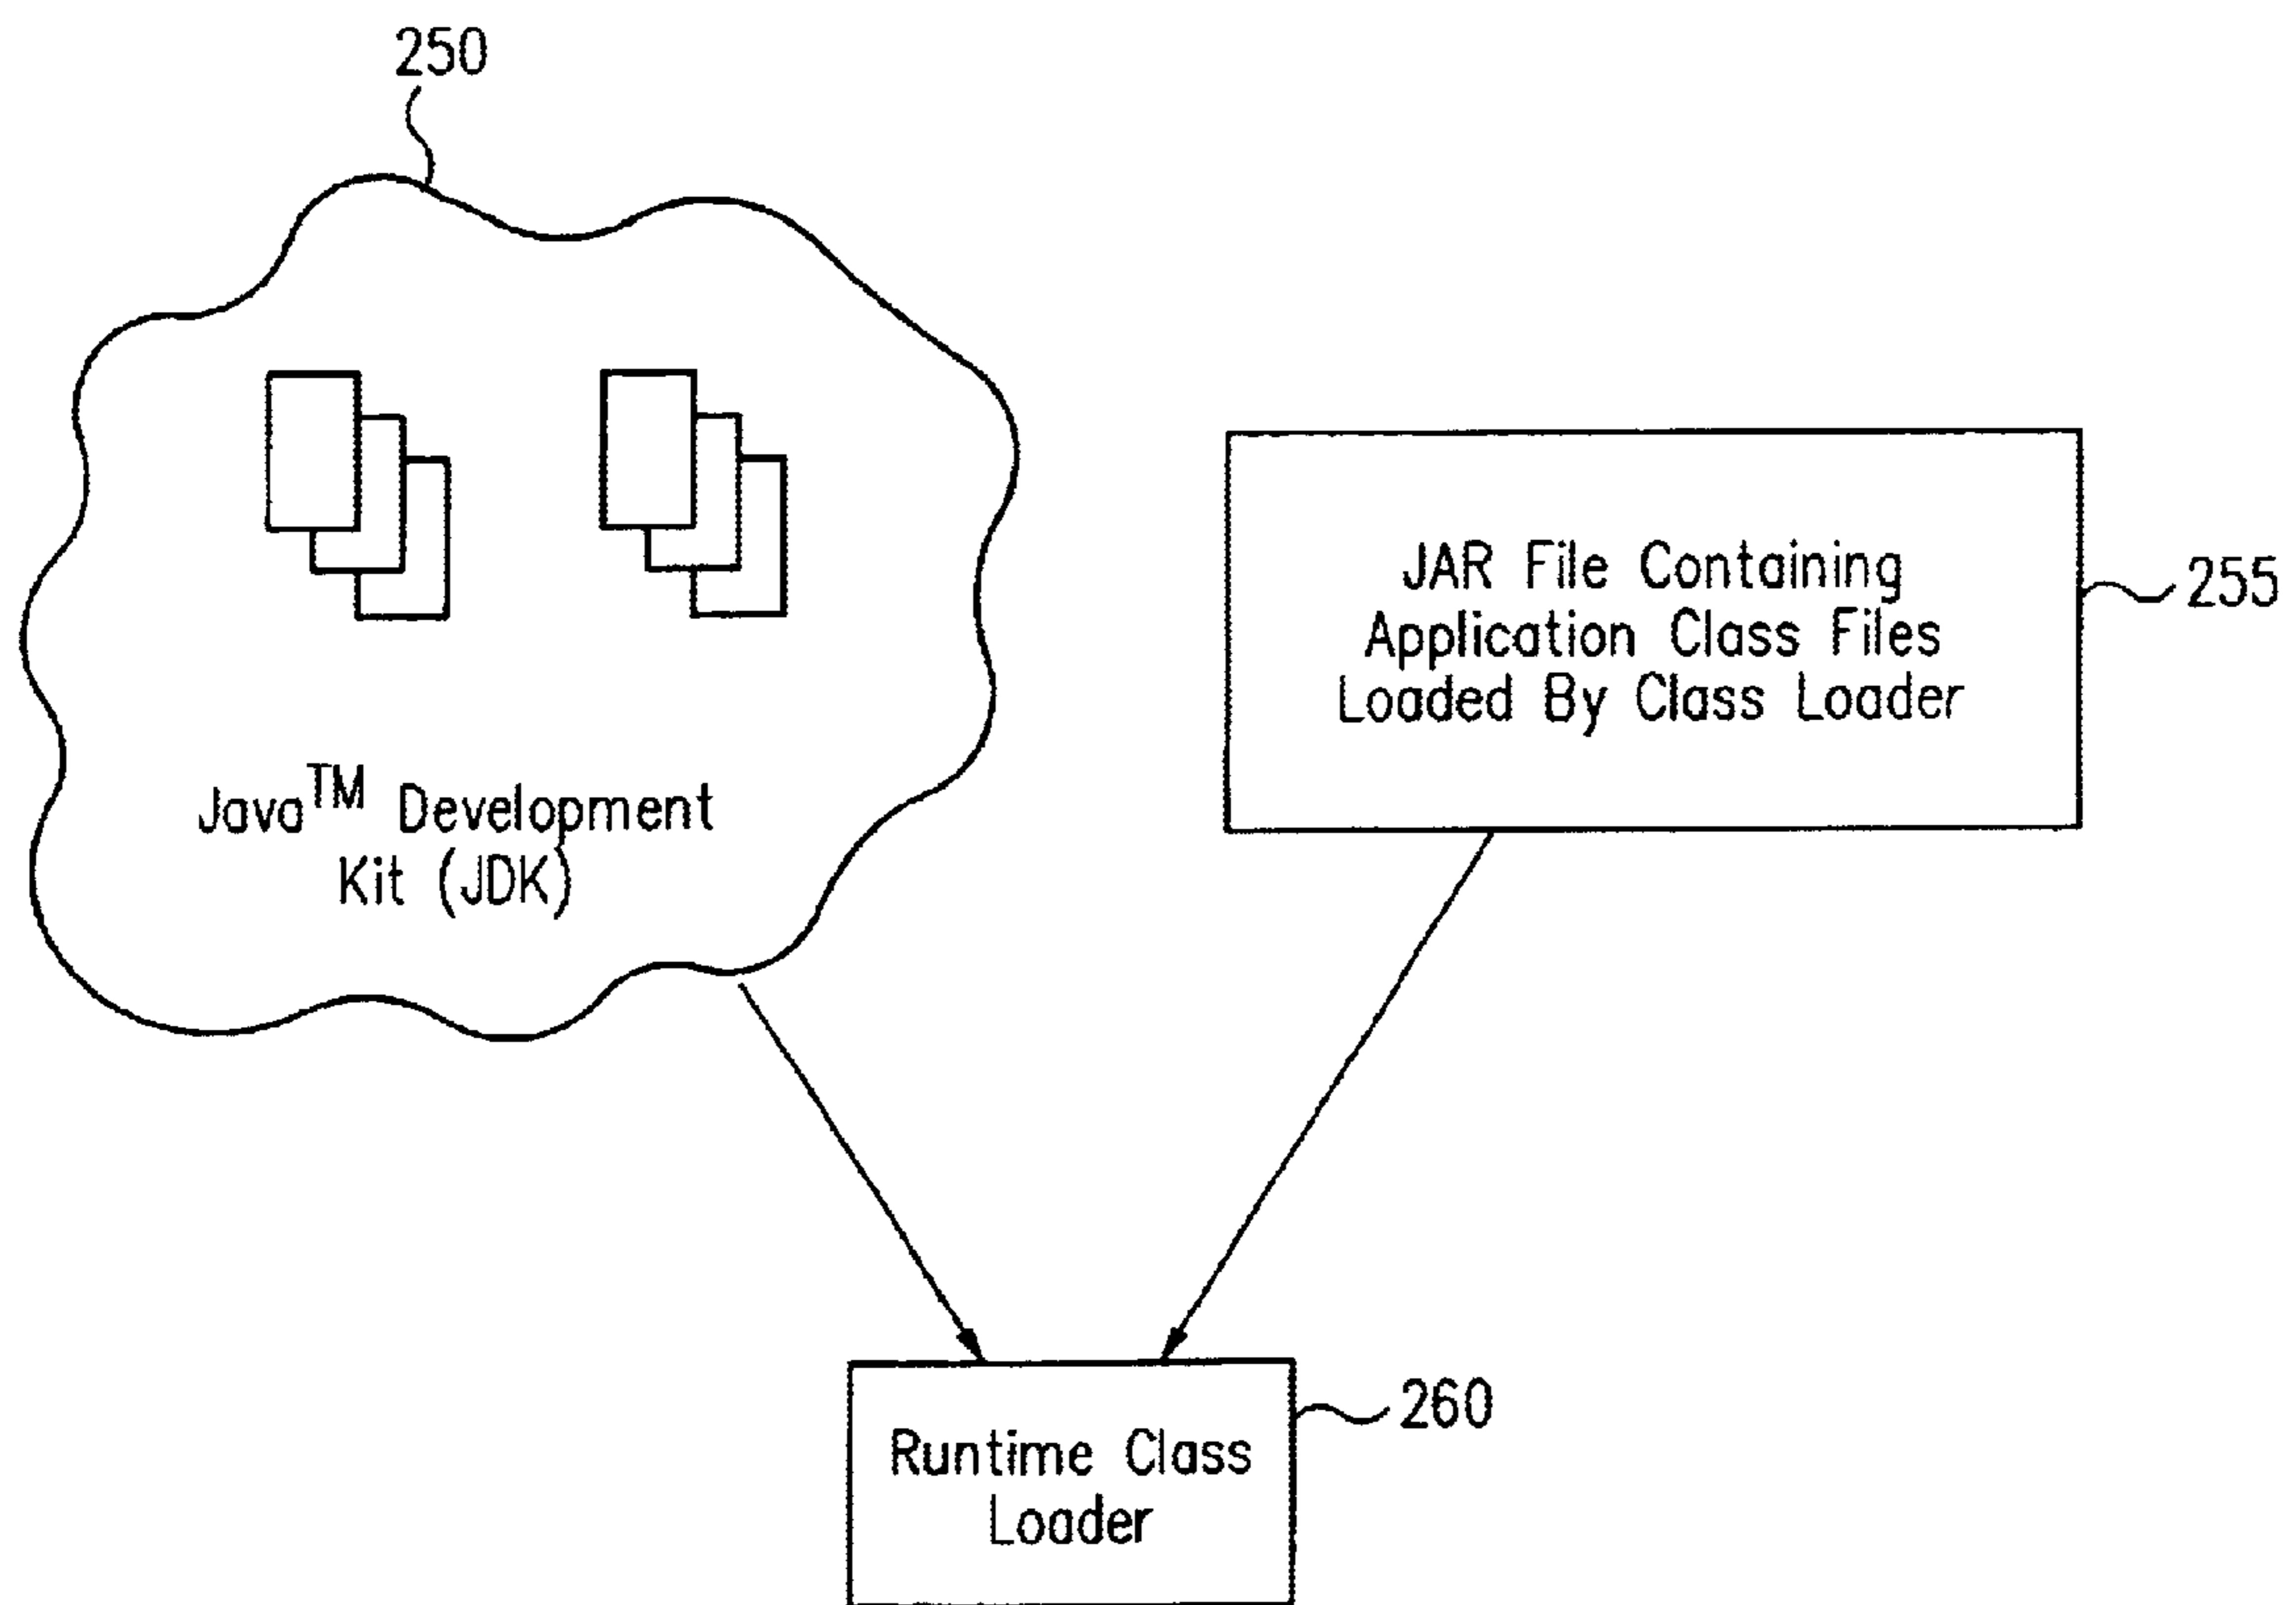 250
JAR File Containing
Application Class Files
Loaded By Class Loader
255
Java™ Development
Kit (JDK)
260
Runtime Class
Loader